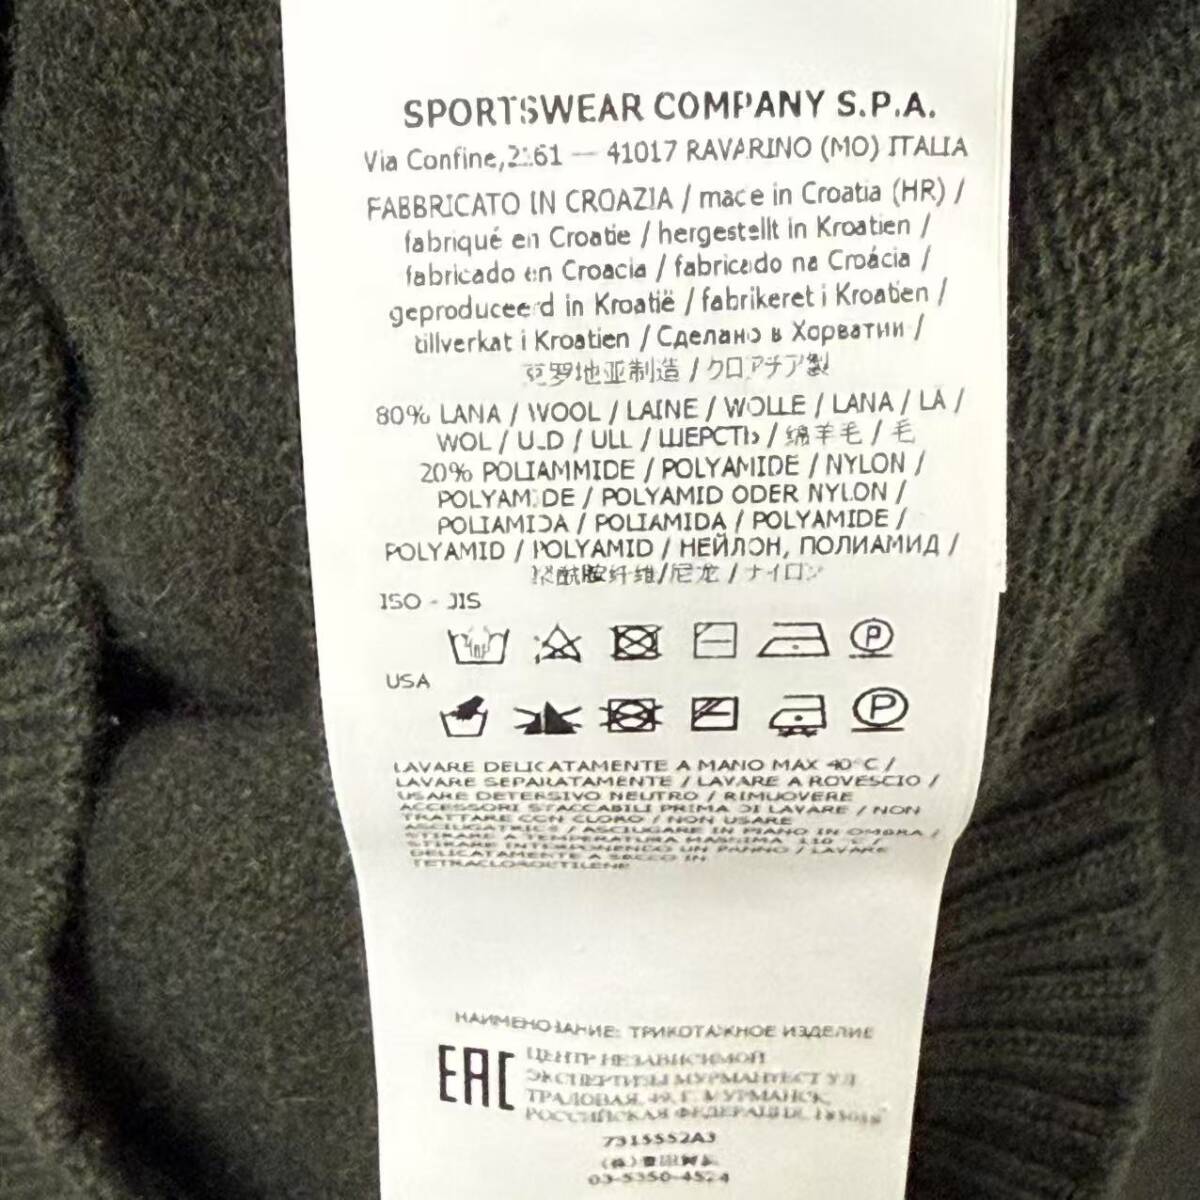 SPORTSWEAR COMPANY S.P.A.
Via Confine,2161 — 41017 RAVARINO (MO) ITALIA
FABBRICATO IN CROAZIA / made in Croatia (HR) /
fabriqué en Croatie / hergestellt in Kroatien /
fabricado en Croacia / fabricado na Croácia /
geproduceerd in Kroatië / fabrikeret i Kroatien /
tillverkat i Kroatien / Сделано в Хорватии /
克罗地亚制造 / クロアチア製
80% LANA / WOOL / LAINE / WOLLE / LANA / LÃ /
WOL / ULD / ULL / ШЕРСТЬ / 绵羊毛 / 毛
20% POLIAMMIDE / POLYAMIDE / NYLON /
POLYAMIDE / POLYAMID ODER NYLON /
POLIAMIDA / POLIAMIDA / POLYAMIDE /
POLYAMID / POLYAMID / НЕЙЛОН, ПОЛИАМИД /
聚酰胺纤维/尼龙 / ナイロン
ISO - JIS
P
USA
P
LAVARE DELICATAMENTE A MANO MAX 40°C /
LAVARE SEPARATAMENTE / LAVARE A ROVESCIO /
USARE DETERSIVO NEUTRO / RIMUOVERE
ACCESSORI STACCABILI PRIMA DI LAVARE / NON
TRATTARE CON CLORO / NON USARE
ASCIUGATRICE / ASCIUGARE IN PIANO IN OMBRA /
STIRARE A TEMPERATURA MASSIMA 110°C /
STIRARE INTERPONENDO UN PANNO / LAVARE
DELICATAMENTE A SECCO IN
TETRACLOROETILENE
НАИМЕНОВАНИЕ: ТРИКОТАЖНОЕ ИЗДЕЛИЕ
EAC
ЦЕНТР НЕЗАВИСИМОЙ
ЭКСПЕРТИЗЫ МУРМАНТЕСТ УЛ
ТРАЛОВАЯ, Г. МУРМАНСК,
РОССИЙСКАЯ ФЕДЕРАЦИЯ,
7315552A3
03-5350-4524